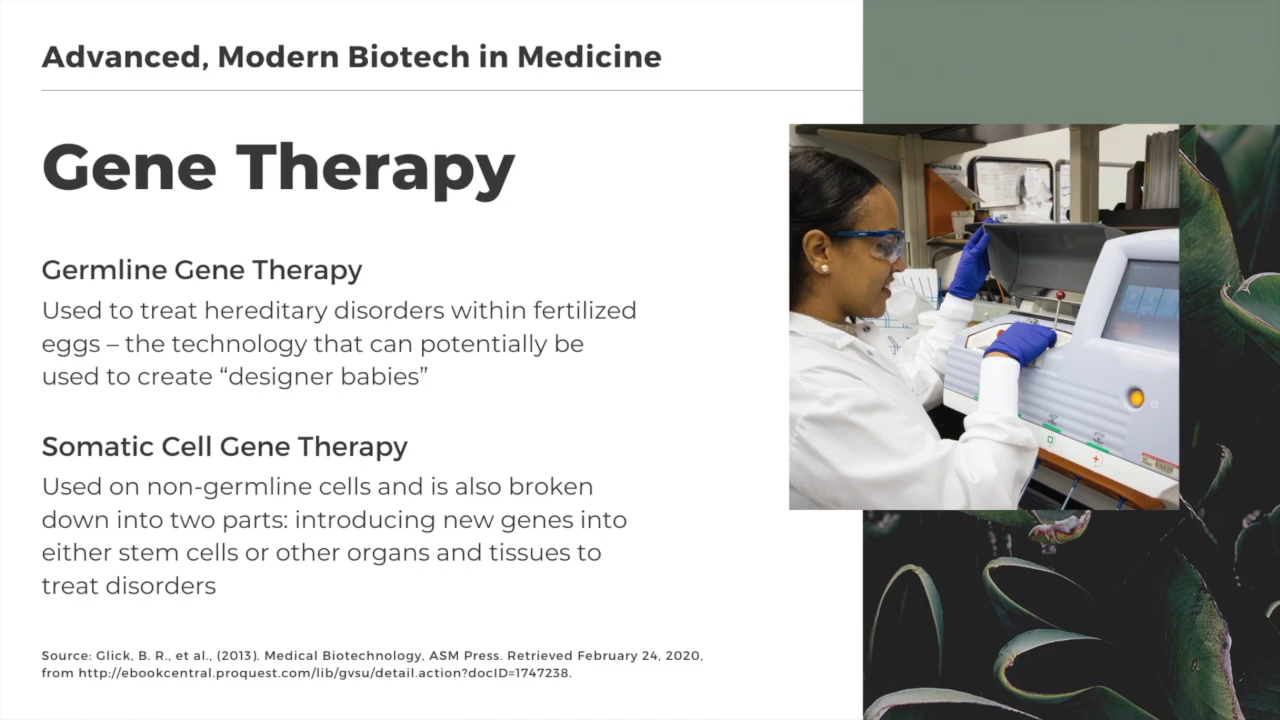 Advanced, Modern Biotech in Medicine
Gene Therapy
Germline Gene Therapy
Used to treat hereditary disorders within fertilized
eggs – the technology that can potentially be
used to create “designer babies”
Somatic Cell Gene Therapy
Used on non-germline cells and is also broken
down into two parts: introducing new genes into
either stem cells or other organs and tissues to
treat disorders
Source: Glick, B. R., et al., (2013). Medical Biotechnology, ASM Press. Retrieved February 24, 2020,
from http://ebookcentral.proquest.com/lib/gvsu/detail.action?docID=1747238.